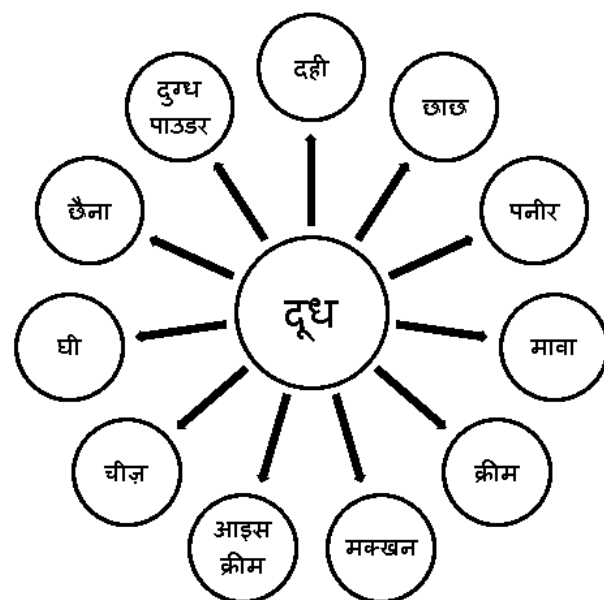 दूध
दही
छाछ
पनीर
मावा
क्रीम
मक्खन
आइस
क्रीम
चीज़
घी
छैना
दुग्ध
पाउडर